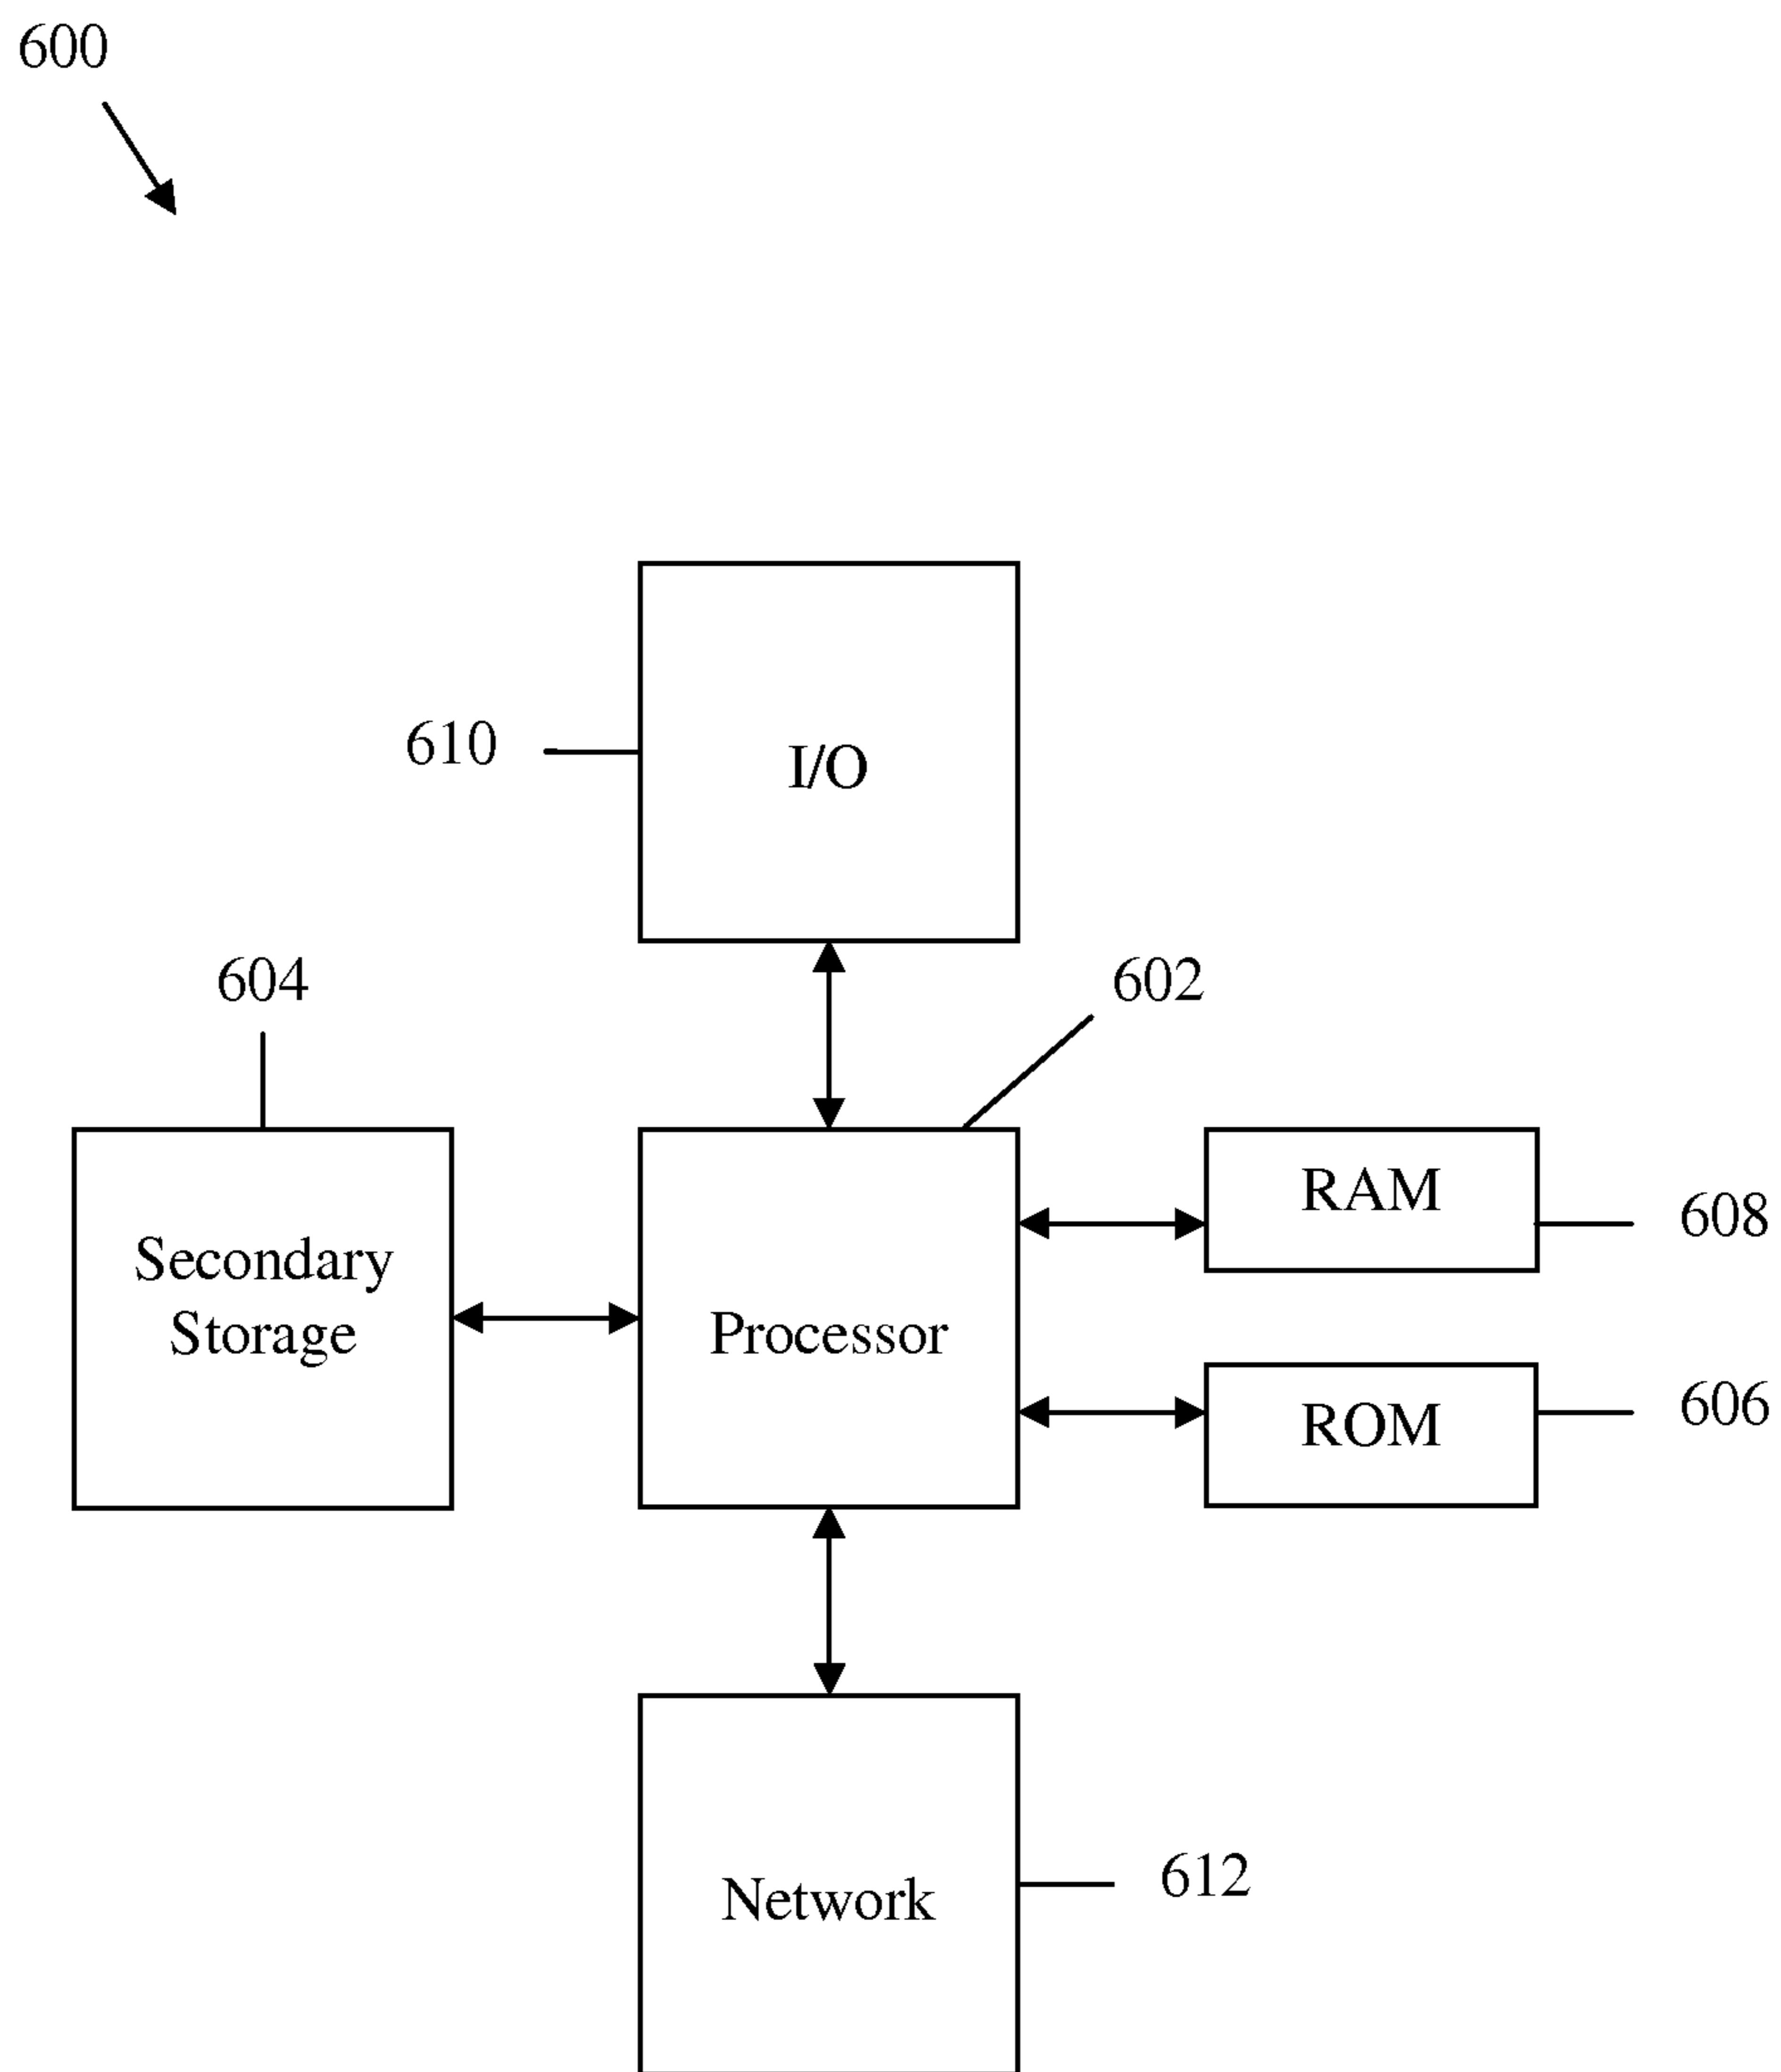 600
I/O
610
604
602
Secondary
Storage
Processor
RAM
608
ROM
606
Network
612